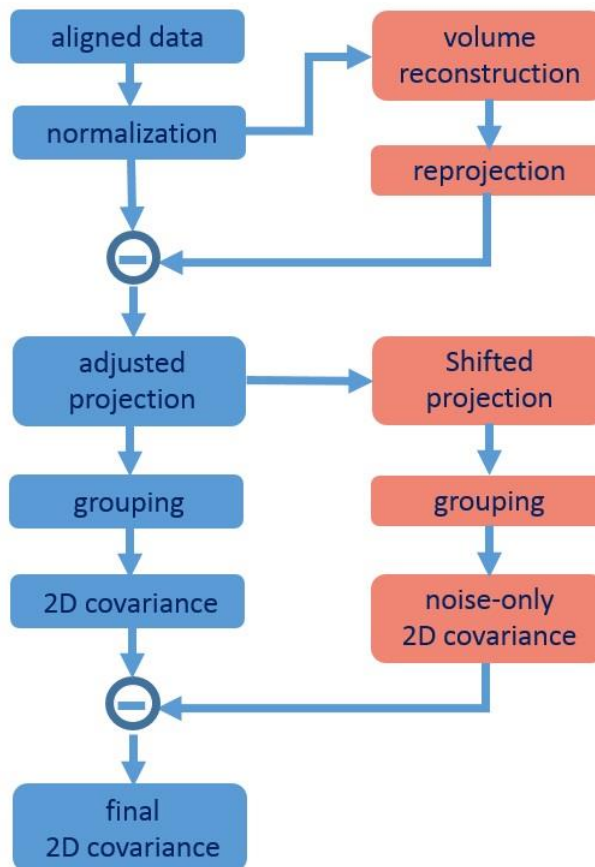 aligned data
volume
reconstruction
normalization
reprojection
adjusted
projection
Shifted
projection
grouping
grouping
2D covariance
noise-only
2D covariance
final
2D covariance